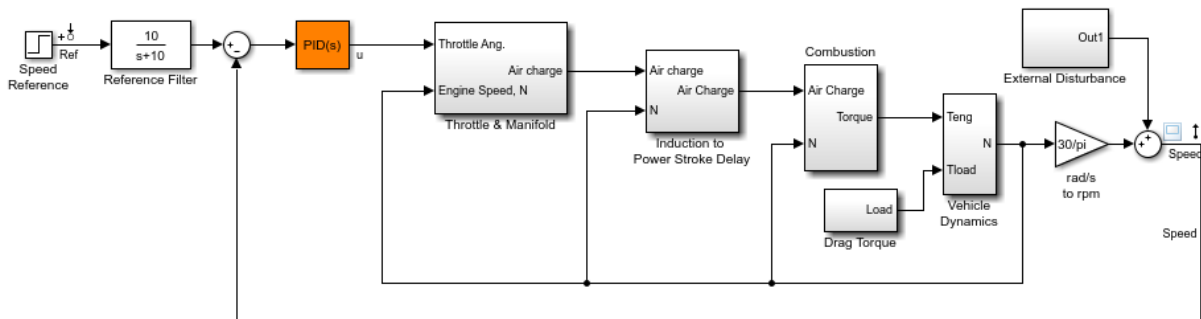 Speed
Reference
Ref
10
s+10
Reference Filter
PID(s)
u
Throttle Ang.
Air charge
Engine Speed, N
Throttle & Manifold
Air charge
Air Charge
N
Induction to
Power Stroke Delay
Combustion
Air Charge
Torque
N
Load
Drag Torque
Teng
N
Tload
Vehicle
Dynamics
30/pi
rad/s
to rpm
Out1
External Disturbance
Speed
Speed